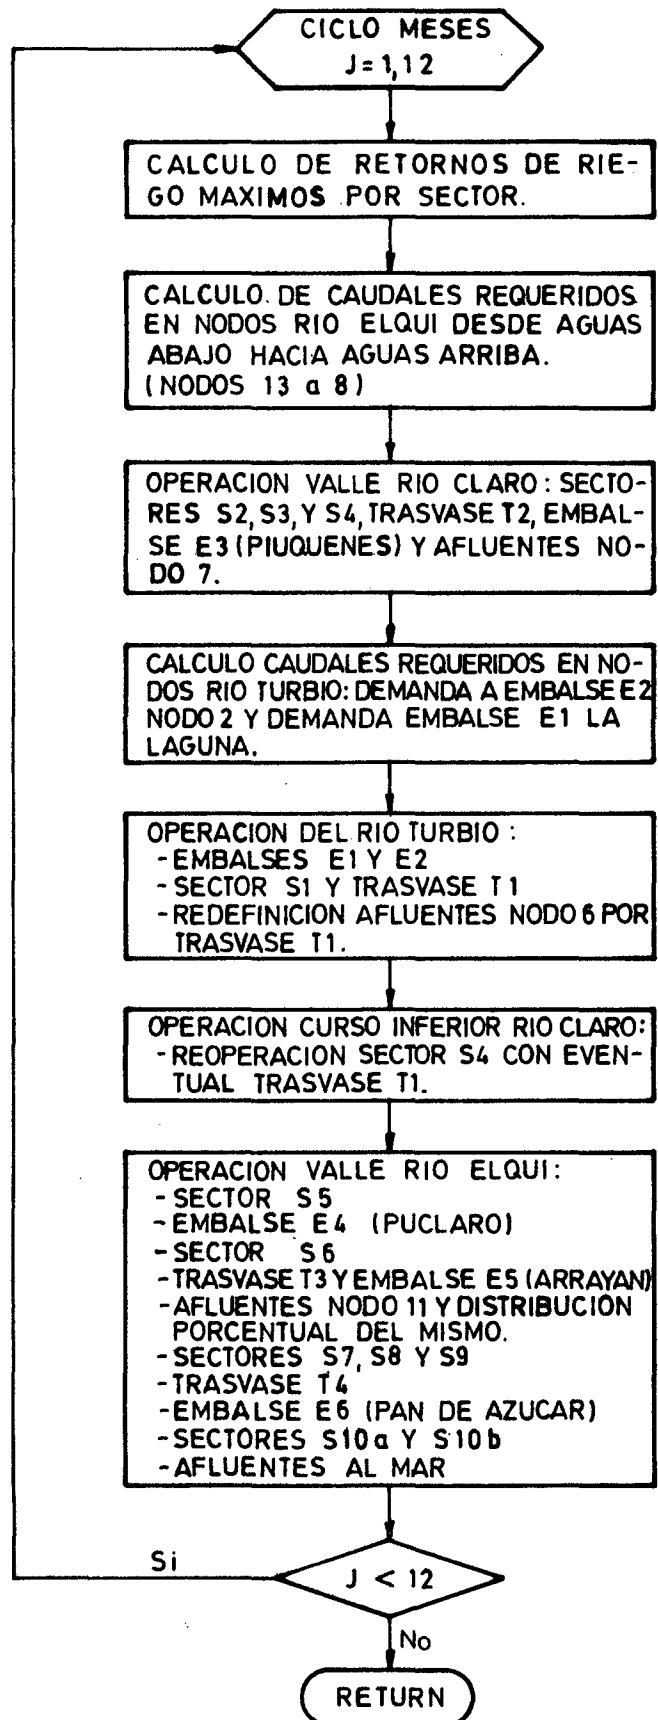 CICLO MESES
J=1,12
CALCULO DE RETORNOS DE RIE-
GO MAXIMOS POR SECTOR.
CALCULO. DE CAUDALES REQUERIDOS
EN NODOS RIO ELQUI DESDE AGUAS
ABAJO HACIA AGUAS ARRIBA.
(NODOS 13 a 8)
OPERACION VALLE RIO CLARO: SECTO-
RES S2, S3, Y S4, TRASVASE T2, EMBAL-
SE E3 (PIUQUENES) Y AFLUENTES NO-
DO 7.
CALCULO CAUDALES REQUERIDOS EN NO-
DOS RIO TURBIO: DEMANDA A EMBALSE E2
NODO 2 Y DEMANDA EMBALSE E1 LA
LAGUNA.
OPERACION DEL RIO TURBIO :
-EMBALSES E1 Y E2
-SECTOR S1 Y TRASVASE T1
-REDEFINICION AFLUENTES NODO 6 POR
TRASVASE T1.
OPERACION CURSO INFERIOR RIO CLARO:
-REOPERACION SECTOR S4 CON EVEN-
TUAL TRASVASE T1.
OPERACION VALLE RIO ELQUI:
-SECTOR S5
-EMBALSE E4 (PUCLARO)
-SECTOR S6
-TRASVASE T3 Y EMBALSE E5 (ARRAYAN)
-AFLUENTES NODO 11 Y DISTRIBUCIÓN
PORCENTUAL DEL MISMO.
-SECTORES S7, S8 Y S9
-TRASVASE T4
-EMBALSE E6 (PAN DE AZUCAR)
-SECTORES S10a Y S10b
-AFLUENTES AL MAR
Si
J < 12
No
RETURN